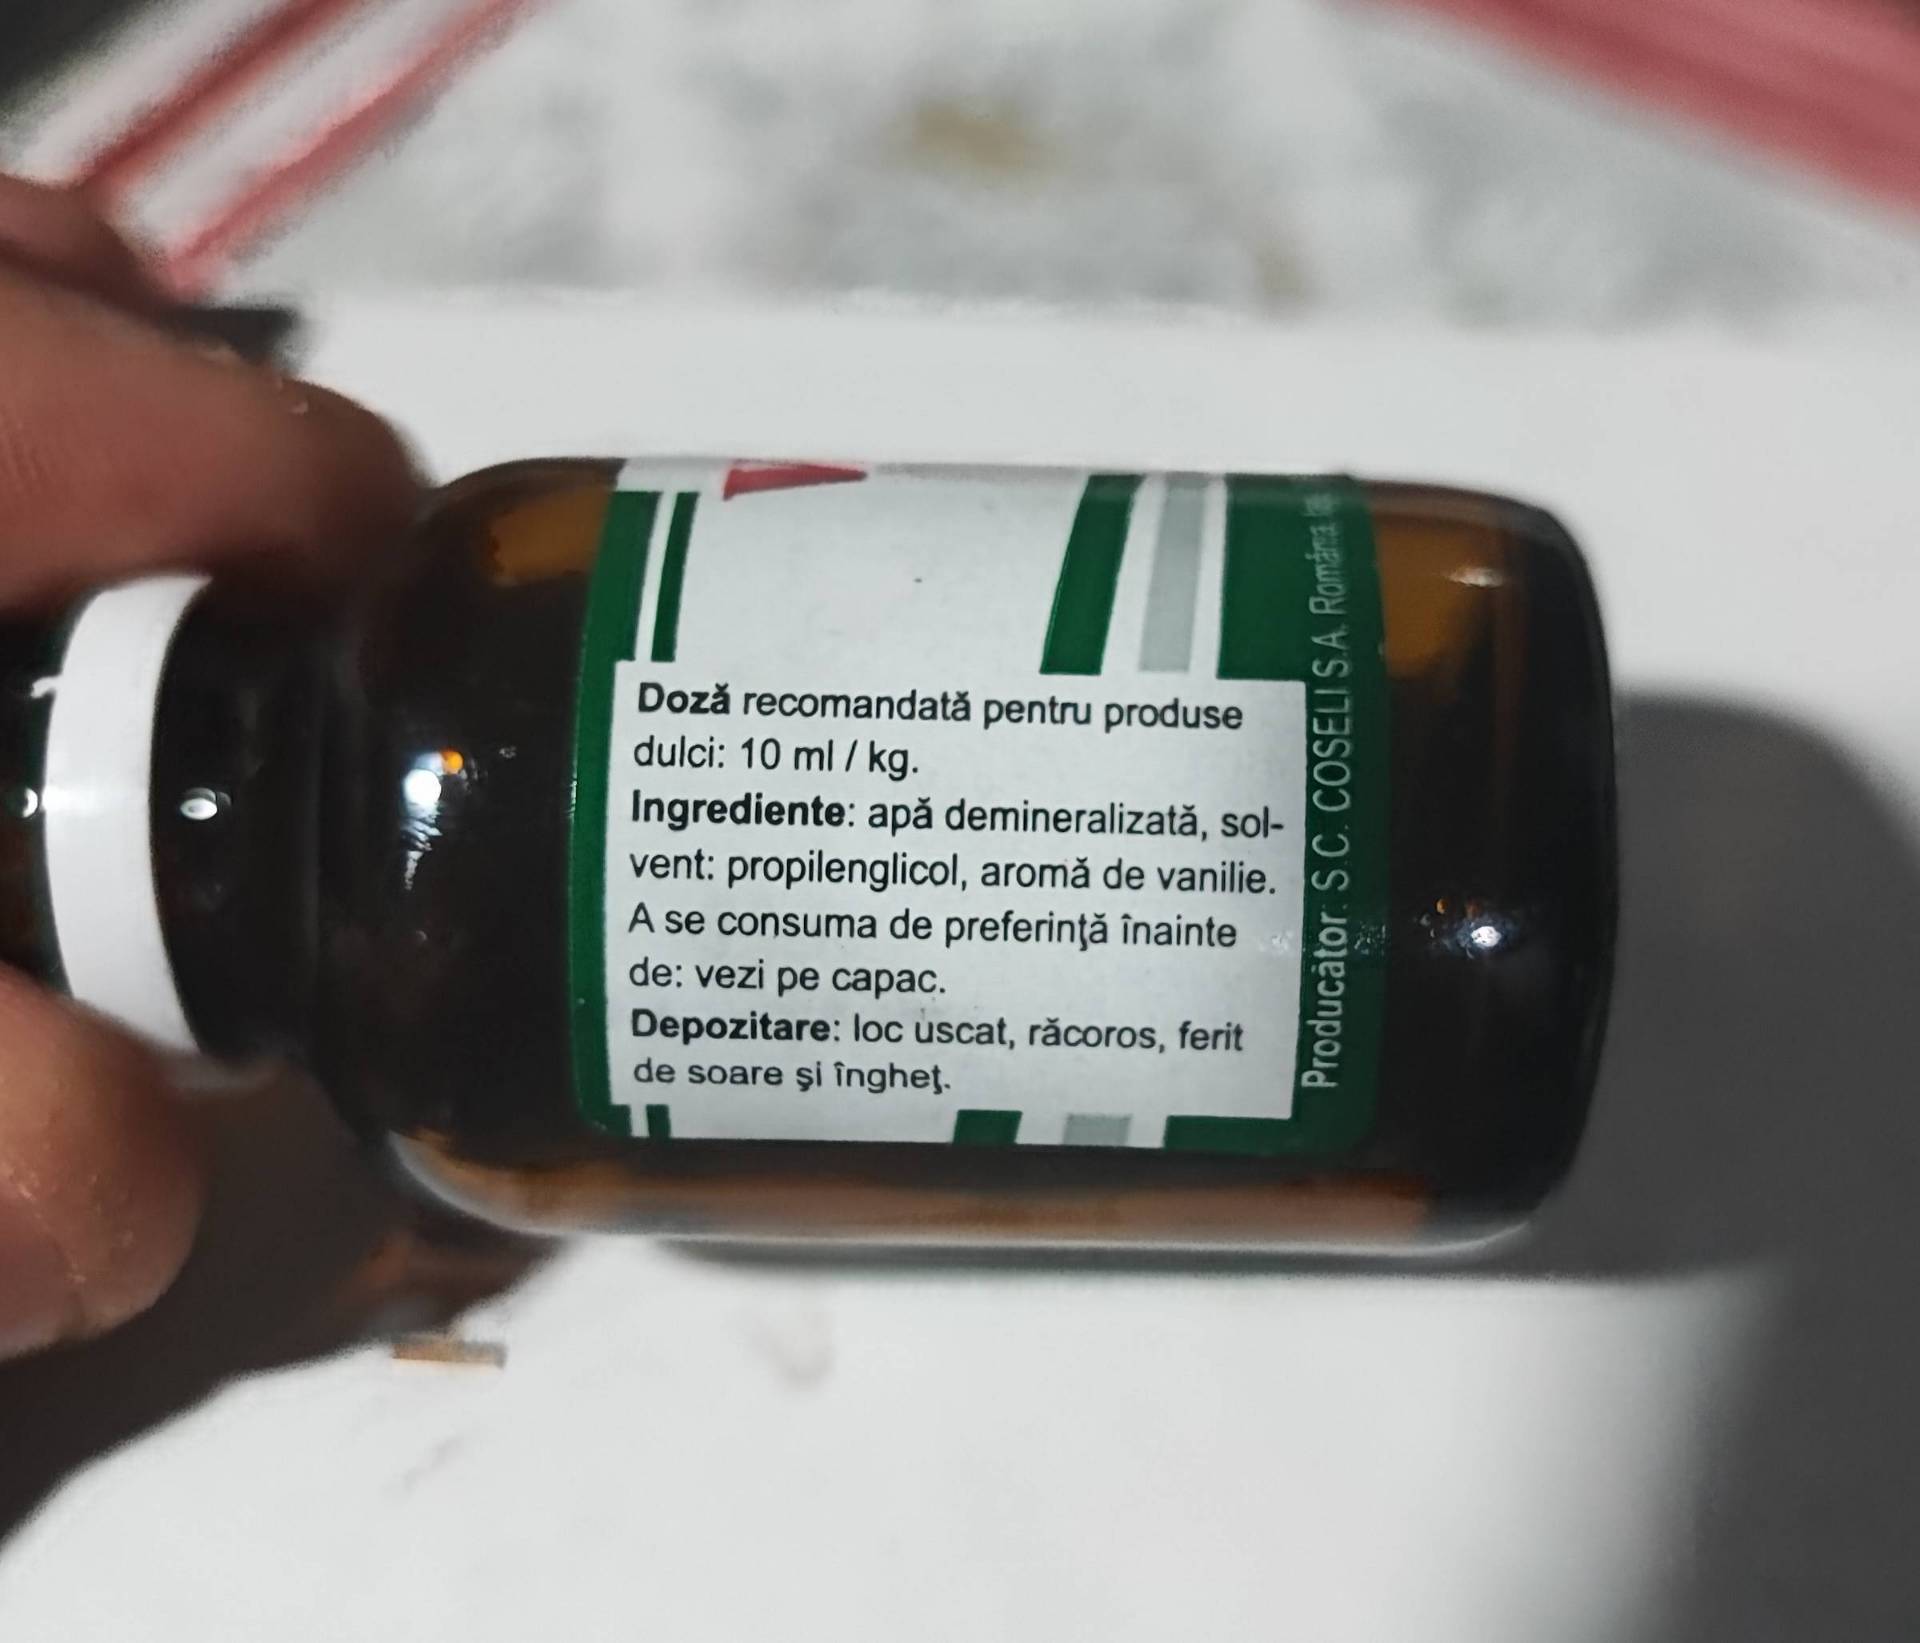 Doză recomandată pentru produse
dulci: 10 ml / kg.
Ingrediente: apă demineralizată, sol-
vent: propilenglicol, aromă de vanilie.
A se consuma de preferinţă înainte
de: vezi pe capac.
Depozitare: loc uscat, răcoros, ferit
de soare şi îngheţ.
Producător: S.C. COSELI S.A. România,